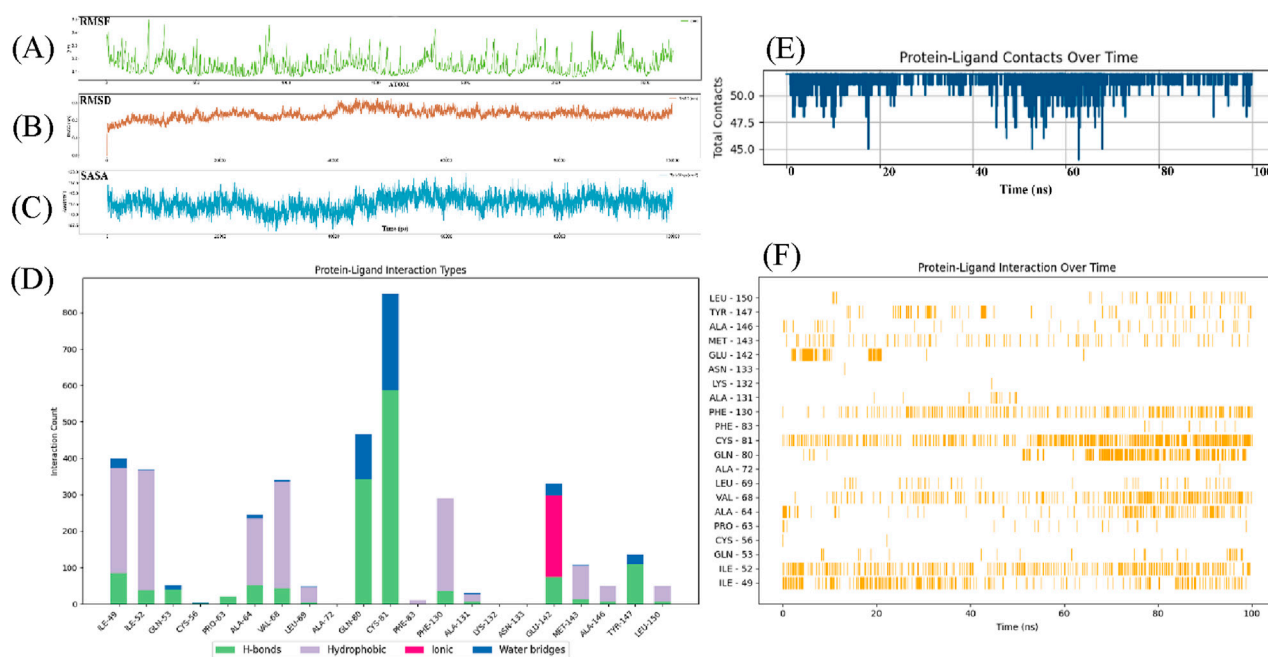 (A)
RMSF
ATOM
(B)
RMSD
(C)
SASA
Time (ps)
(D)
Protein-Ligand Interaction Types
Interaction Count
800
700
600
500
400
300
200
100
0
ILE-49
ILE-52
GLN-53
CYS-56
PRO-63
ALA-64
VAL-68
LEU-69
ALA-72
GLN-80
CYS-81
PHE-83
PHE-130
ALA-131
LYS-132
ASN-133
GLU-142
MET-143
ALA-146
TYR-147
LEU-150
H-bonds Hydrophobic Ionic Water bridges
(E)
Protein-Ligand Contacts Over Time
Total Contacts
50.0
47.5
45.0
0 20 40 60 80 100
Time (ns)
(F)
Protein-Ligand Interaction Over Time
LEU - 150
TYR - 147
ALA - 146
MET - 143
GLU - 142
ASN - 133
LYS - 132
ALA - 131
PHE - 130
PHE - 83
CYS - 81
GLN - 80
ALA - 72
LEU - 69
VAL - 68
ALA - 64
PRO - 63
CYS - 56
GLN - 53
ILE - 52
ILE - 49
0 20 40 60 80 100
Time (ns)